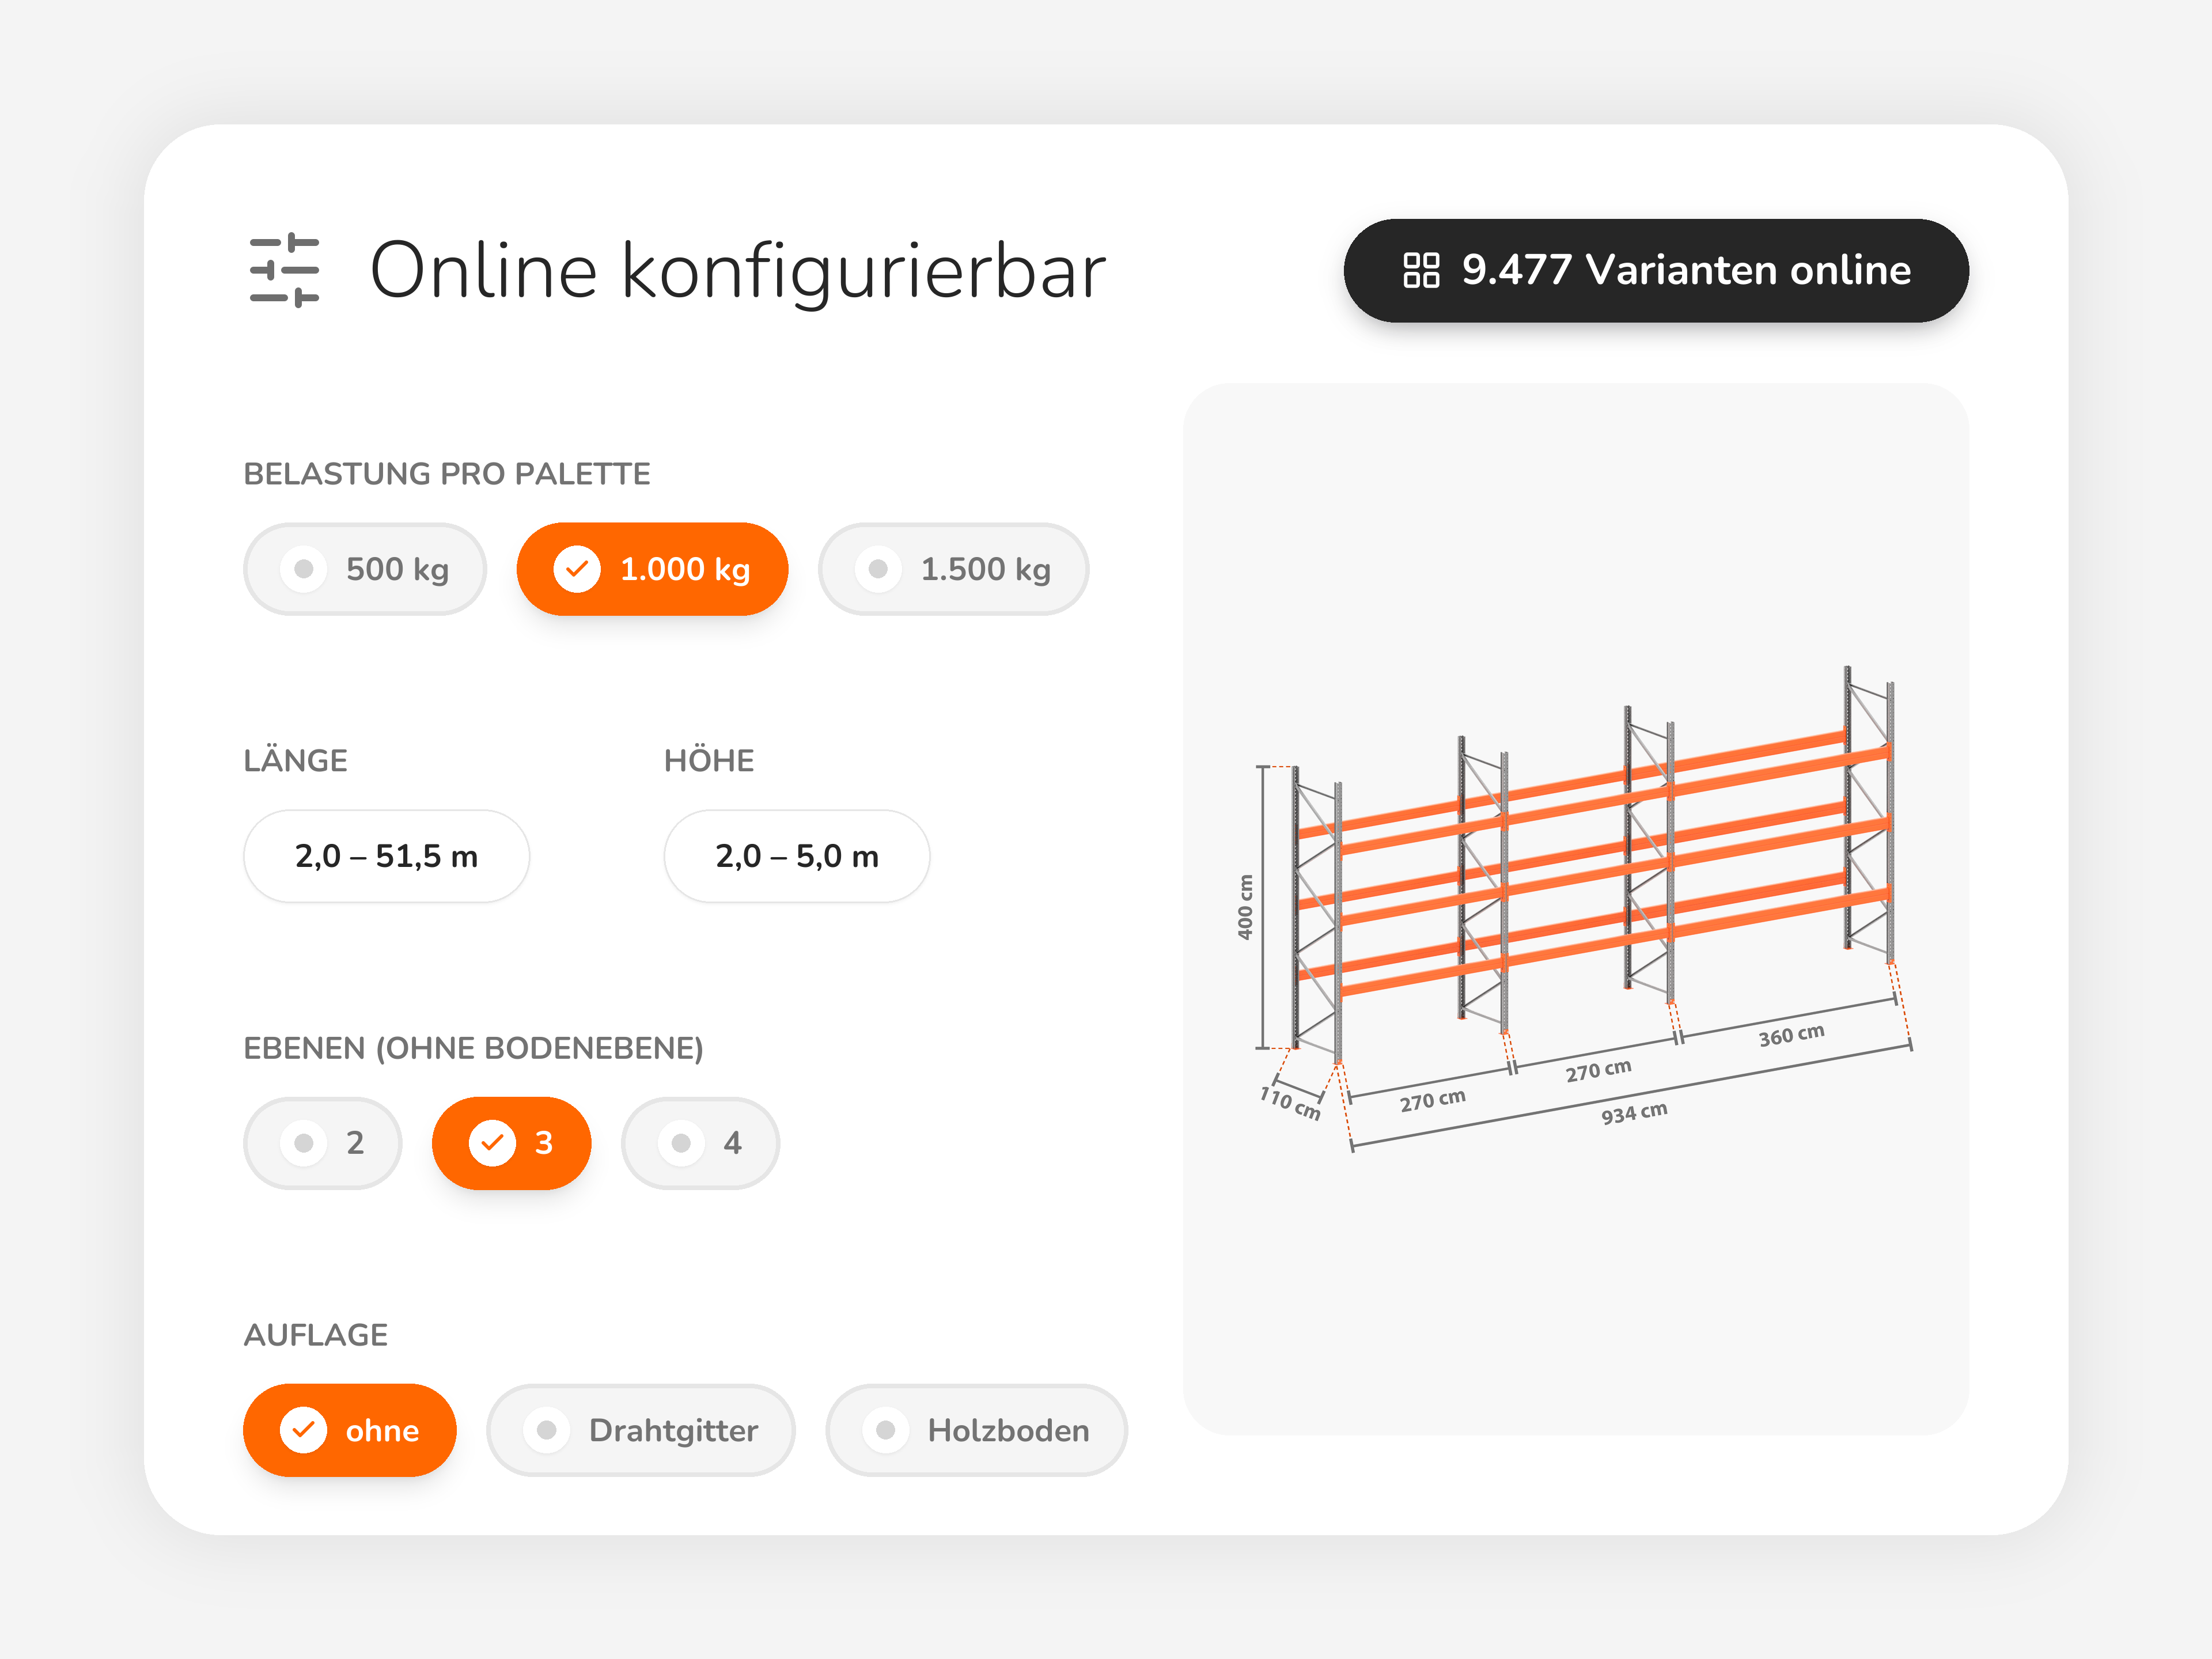 Online konfigurierbar
9.477 Varianten online
BELASTUNG PRO PALETTE
500 kg
1.000 kg
1.500 kg
LÄNGE
HÖHE
2,0 – 51,5 m
2,0 – 5,0 m
EBENEN (OHNE BODENEBENE)
2
3
4
AUFLAGE
ohne
Drahtgitter
Holzboden
400 cm
110 cm
270 cm
270 cm
360 cm
934 cm